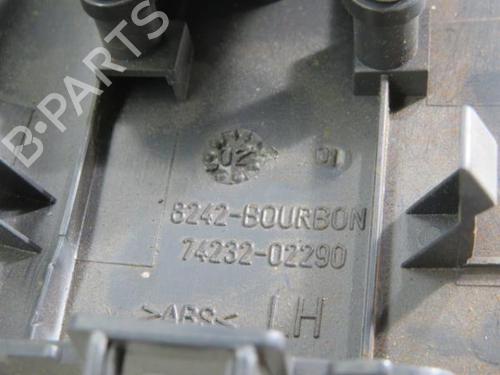 B-PARTS
02
01
8242-BOURBON
74232-02290
>ABS<
LH